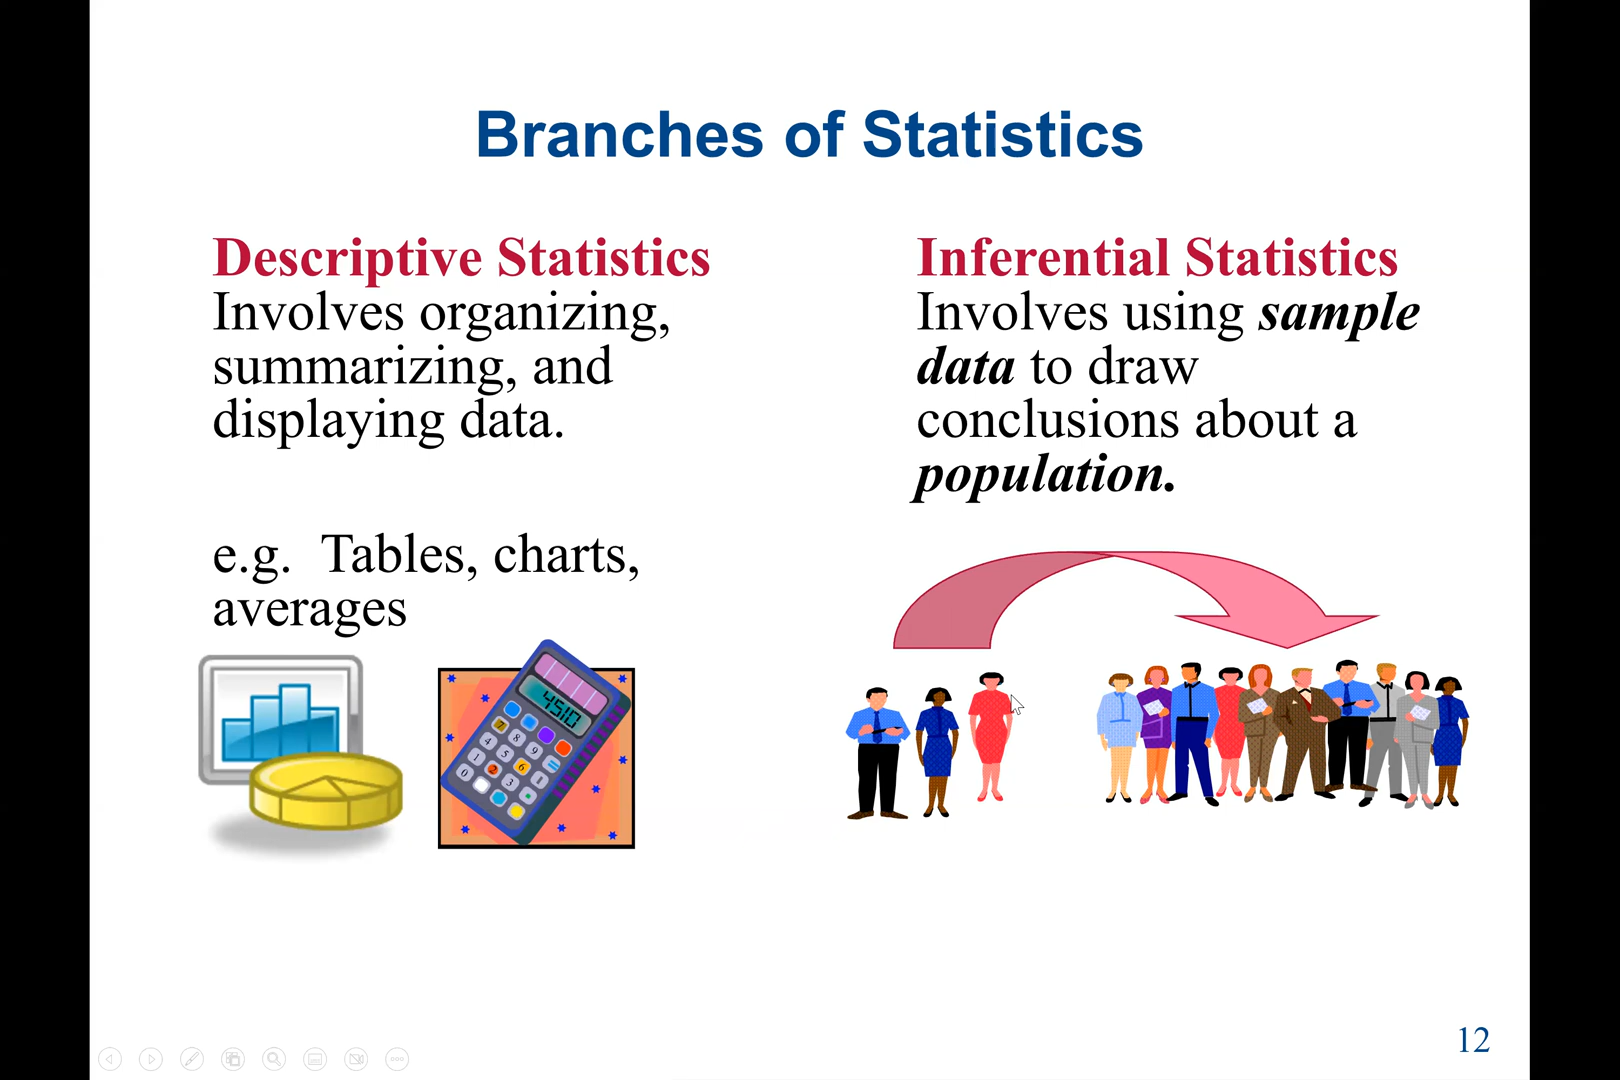 Branches of Statistics
Descriptive Statistics
Involves organizing,
summarizing, and
displaying data.
e.g. Tables, charts,
averages
Inferential Statistics
Involves using sample
data to draw
conclusions about a
population.
4510
12